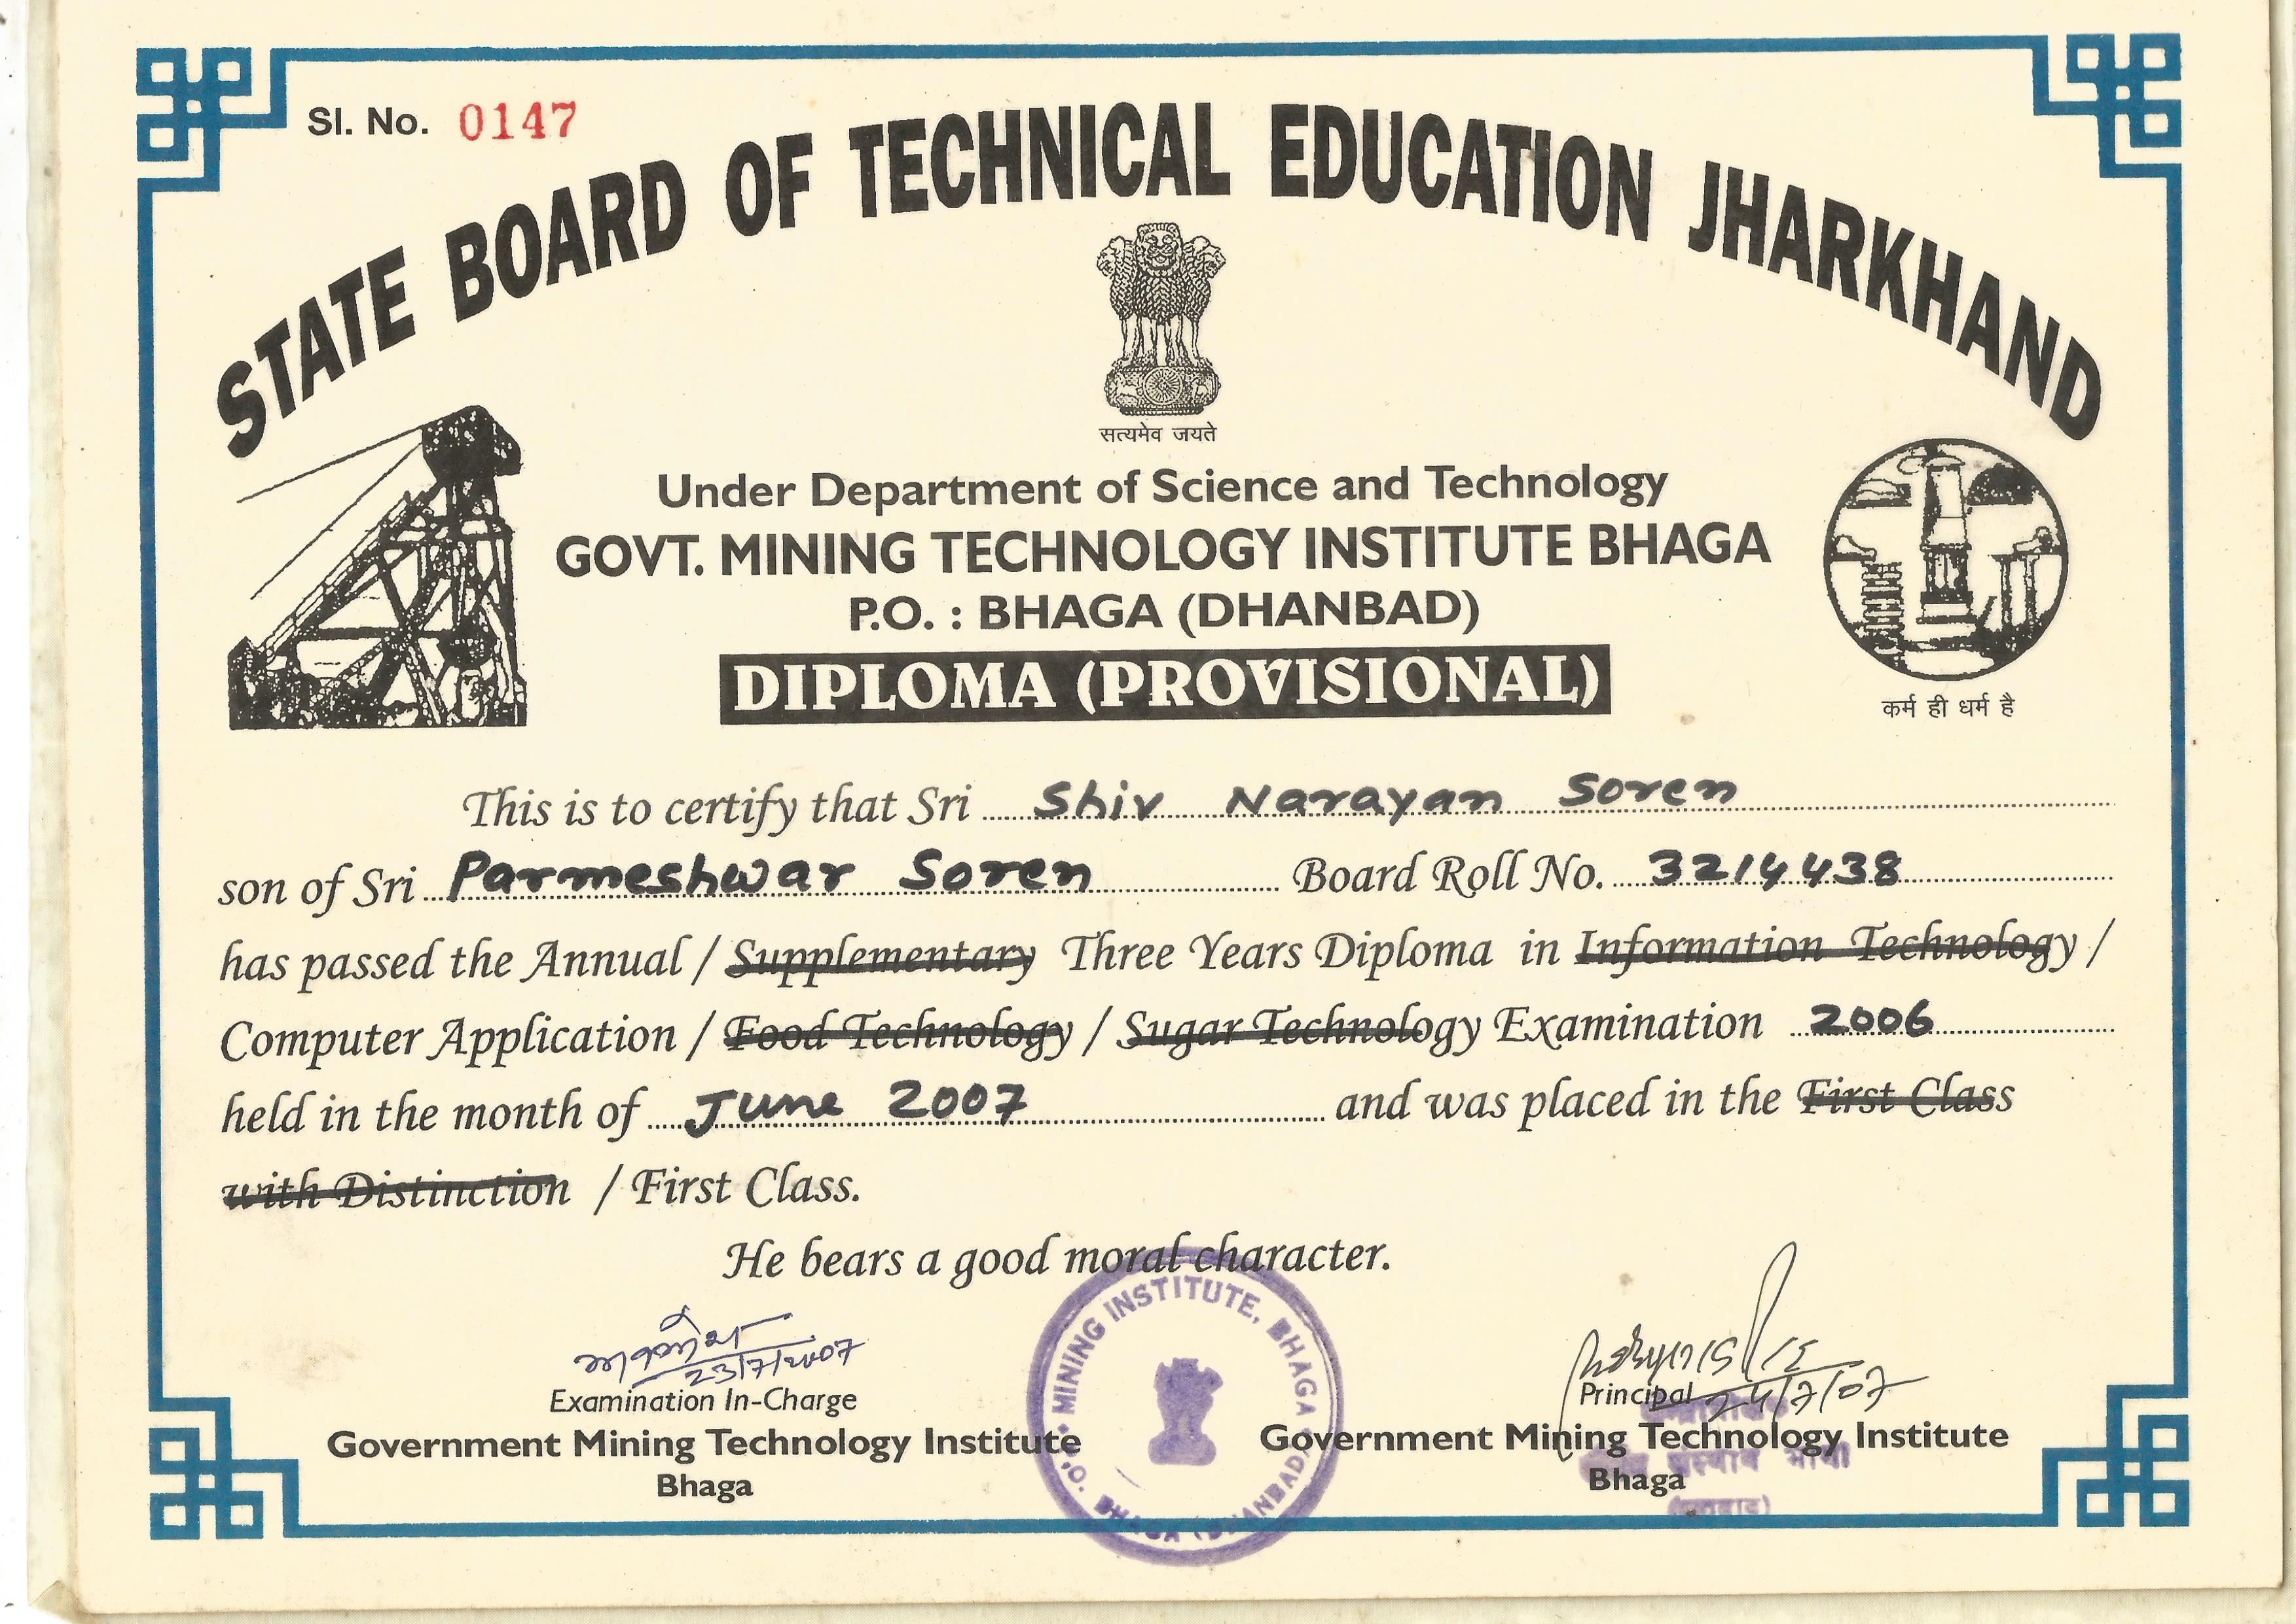 Sl. No. 0147
STATE BOARD OF TECHNICAL EDUCATION JHARKHAND
सत्यमेव जयते
Under Department of Science and Technology
GOVT. MINING TECHNOLOGY INSTITUTE BHAGA
P.O. : BHAGA (DHANBAD)
DIPLOMA (PROVISIONAL)
कर्म ही धर्म है
This is to certify that Sri Shiv Narayan Soren
son of Sri Parmeshwar Soren Board Roll No. 3214438
has passed the Annual / Supplementary Three Years Diploma in Information Technology /
Computer Application / Food Technology / Sugar Technology Examination 2006
held in the month of June 2007 and was placed in the First Class
with Distinction / First Class.
He bears a good moral character.
23/7/2007
Examination In-Charge
Government Mining Technology Institute
Bhaga
MINING INSTITUTE, BHAGA
P.O. BHAGA (DHANBAD)
24/7/07
Principal
Government Mining Technology Institute
Bhaga